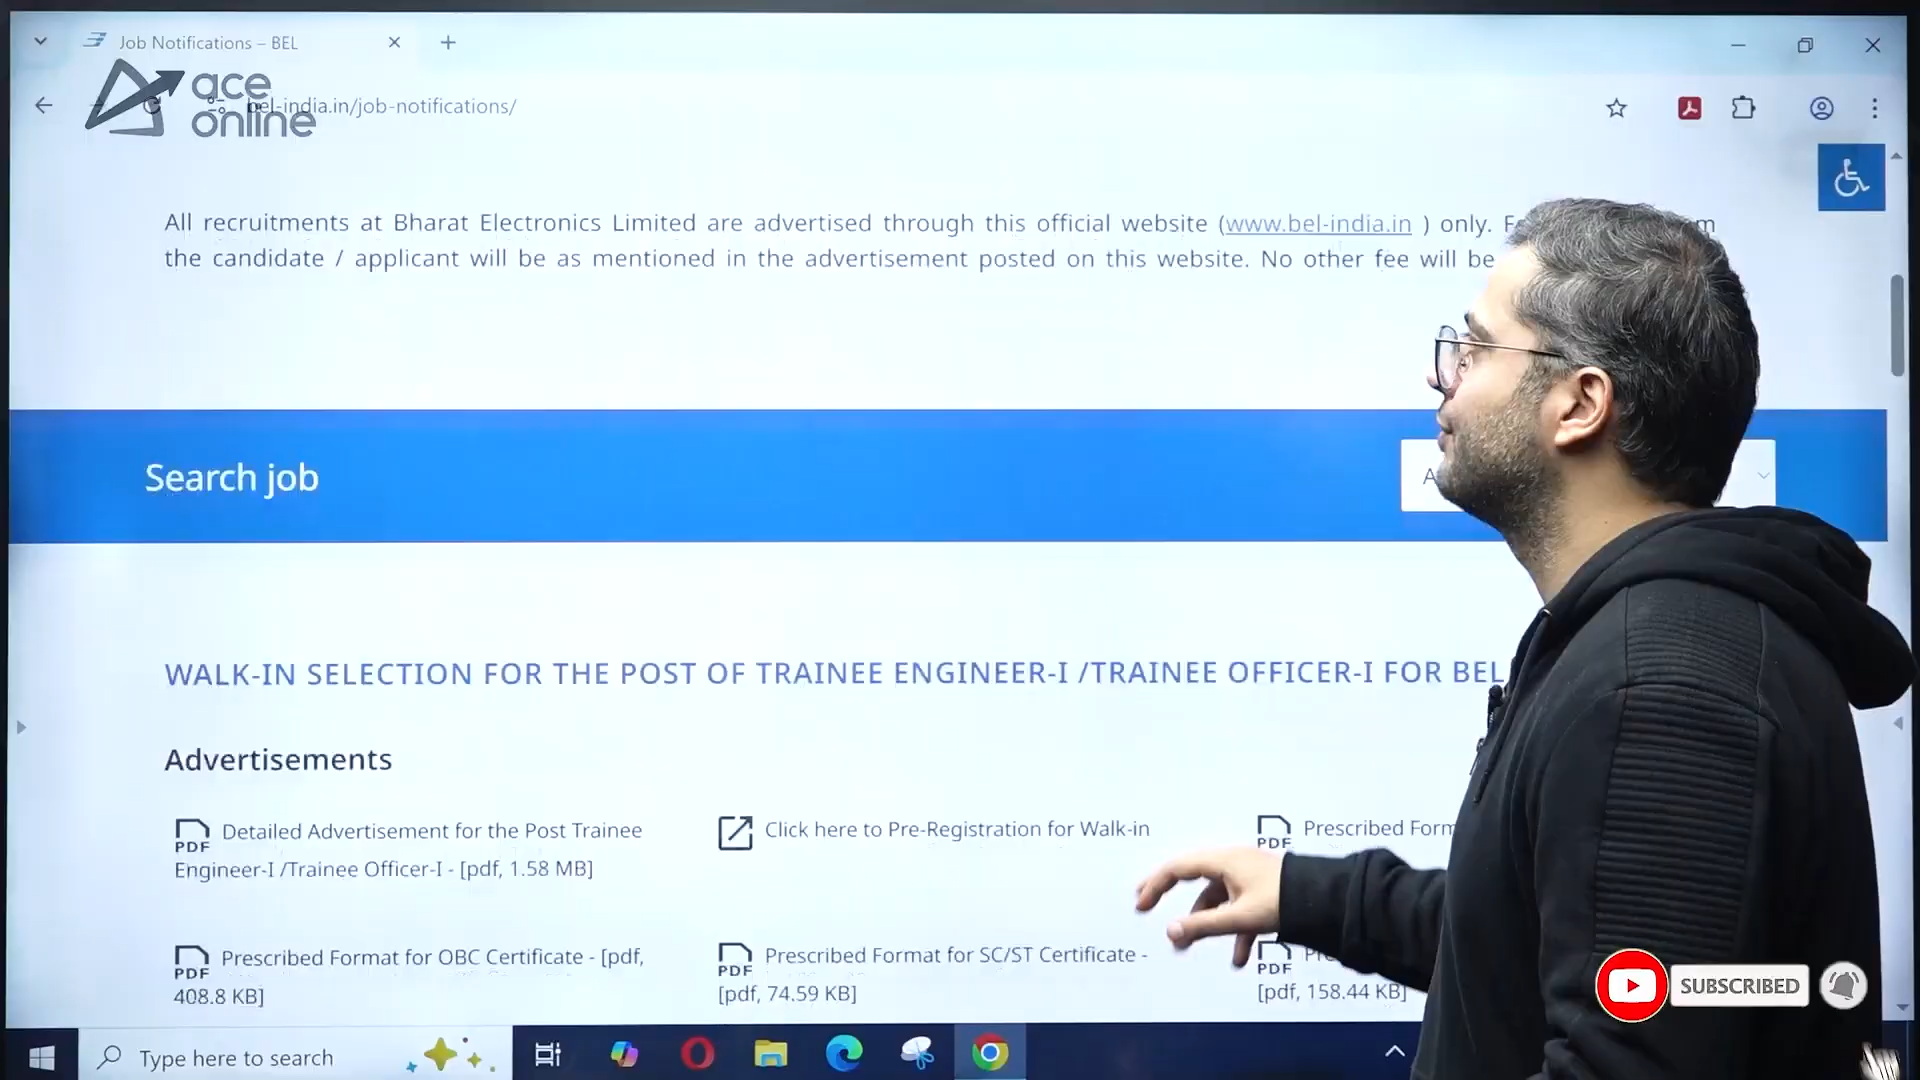 Job Notifications – BEL
ace
online
bel-india.in/job-notifications/
All recruitments at Bharat Electronics Limited are advertised through this official website (www.bel-india.in ) only.
the candidate / applicant will be as mentioned in the advertisement posted on this website. No other fee will be
Search job
WALK-IN SELECTION FOR THE POST OF TRAINEE ENGINEER-I /TRAINEE OFFICER-I FOR BEL
Advertisements
PDF Detailed Advertisement for the Post Trainee
Engineer-I /Trainee Officer-I - [pdf, 1.58 MB]
Click here to Pre-Registration for Walk-in
PDF Prescribed
PDF Prescribed Format for OBC Certificate - [pdf,
408.8 KB]
PDF Prescribed Format for SC/ST Certificate -
[pdf, 74.59 KB]
PDF
[pdf, 158.44 KB]
SUBSCRIBED
Type here to search